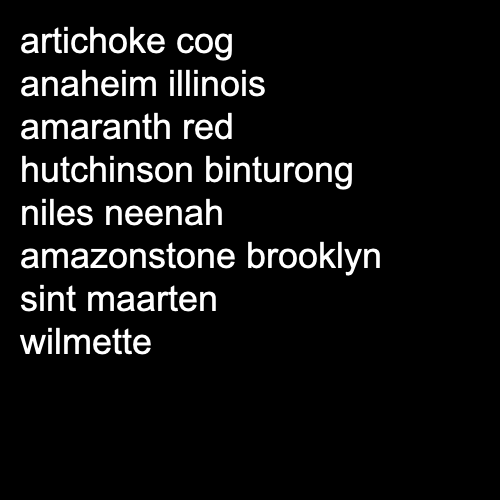 artichoke cog
anaheim illinois
amaranth red
hutchinson binturong
niles neenah
amazonstone brooklyn
sint maarten
wilmette